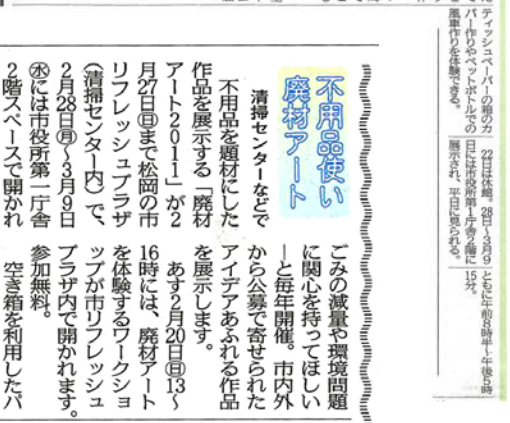 不用品使い
廃材アート
清掃センターなどで
不用品を題材にした
作品を展示する「廃材
アート2011」が2
月27日㊐まで松岡の市
リフレッシュプラザ
(清掃センター内)で、
2月28日㊊〜3月9日
㊌には市役所第一庁舎
2階スペースで開かれ
ごみの減量や環境問題
に関心を持ってほしい
―と毎年開催。市内外
から公募で寄せられた
アイデアあふれる作品
を展示します。
あす2月20日㊐13〜
16時には、廃材アート
を体験するワークショ
ップが市リフレッシュ
プラザ内で開かれます。
参加無料。
空き箱を利用したパ
ティッシュペーパーの箱のカ
バー作りやペットボトルでの
風車作りを体験できる。
22日は休館。28日〜3月9
日には市役所第1庁舎2階に
展示され、平日に見られる。
ともに午前8時半〜午後5時
15分。